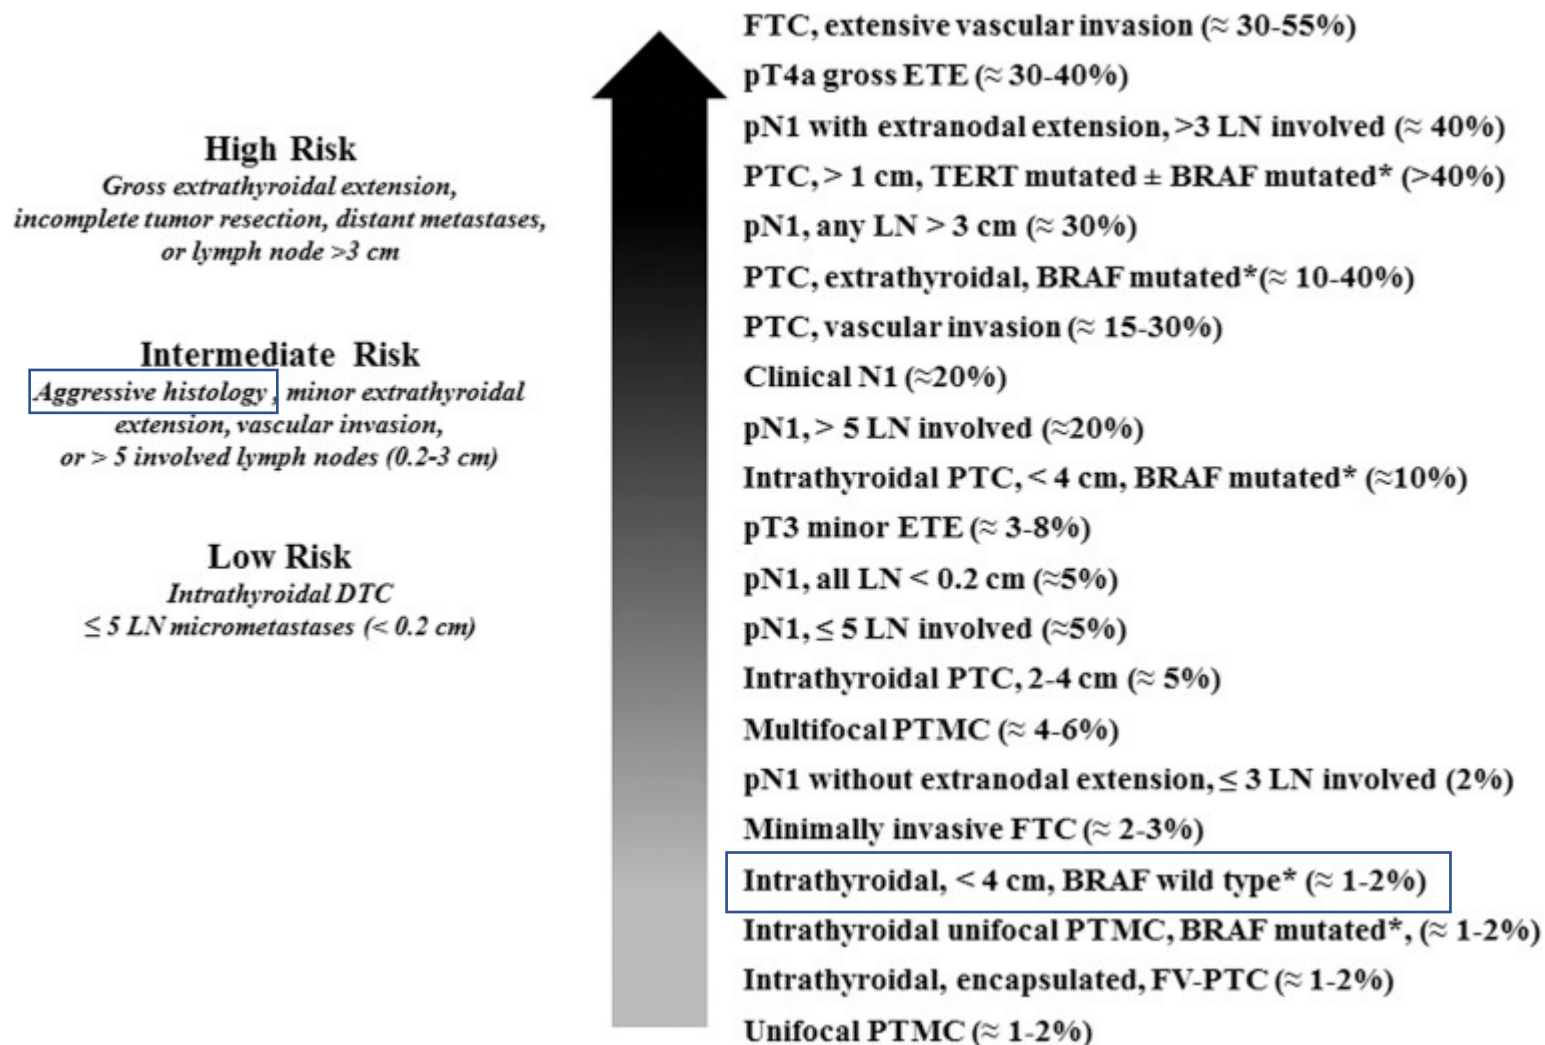 High Risk
Gross extrathyroidal extension,
incomplete tumor resection, distant metastases,
or lymph node >3 cm
Intermediate Risk
Aggressive histology, minor extrathyroidal
extension, vascular invasion,
or > 5 involved lymph nodes (0.2-3 cm)
Low Risk
Intrathyroidal DTC
≤ 5 LN micrometastases (< 0.2 cm)
FTC, extensive vascular invasion (≈ 30-55%)
pT4a gross ETE (≈ 30-40%)
pN1 with extranodal extension, >3 LN involved (≈ 40%)
PTC, > 1 cm, TERT mutated ± BRAF mutated* (>40%)
pN1, any LN > 3 cm (≈ 30%)
PTC, extrathyroidal, BRAF mutated*(≈ 10-40%)
PTC, vascular invasion (≈ 15-30%)
Clinical N1 (≈20%)
pN1, > 5 LN involved (≈20%)
Intrathyroidal PTC, < 4 cm, BRAF mutated* (≈10%)
pT3 minor ETE (≈ 3-8%)
pN1, all LN < 0.2 cm (≈5%)
pN1, ≤ 5 LN involved (≈5%)
Intrathyroidal PTC, 2-4 cm (≈ 5%)
Multifocal PTMC (≈ 4-6%)
pN1 without extranodal extension, ≤ 3 LN involved (2%)
Minimally invasive FTC (≈ 2-3%)
Intrathyroidal, < 4 cm, BRAF wild type* (≈ 1-2%)
Intrathyroidal unifocal PTMC, BRAF mutated*, (≈ 1-2%)
Intrathyroidal, encapsulated, FV-PTC (≈ 1-2%)
Unifocal PTMC (≈ 1-2%)